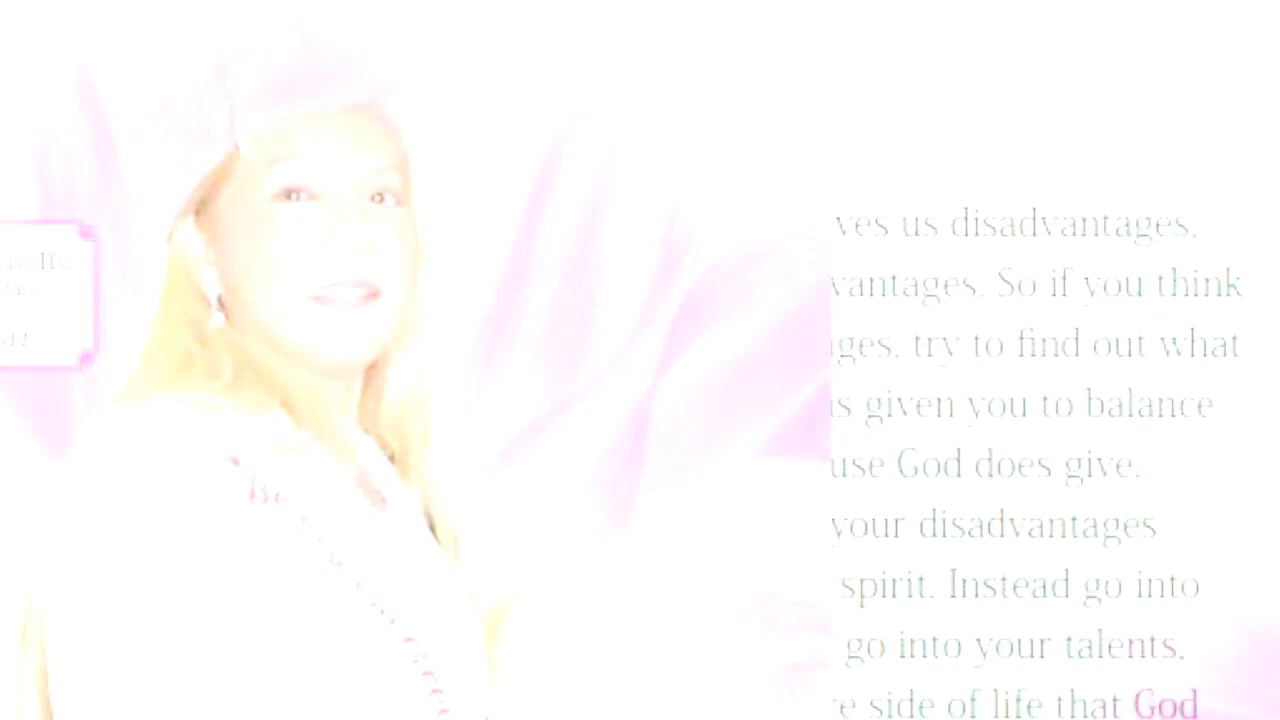 ves us disadvantages,
vantages. So if you think
ges, try to find out what
is given you to balance
use God does give.
your disadvantages
spirit. Instead go into
go into your talents,
e side of life that God